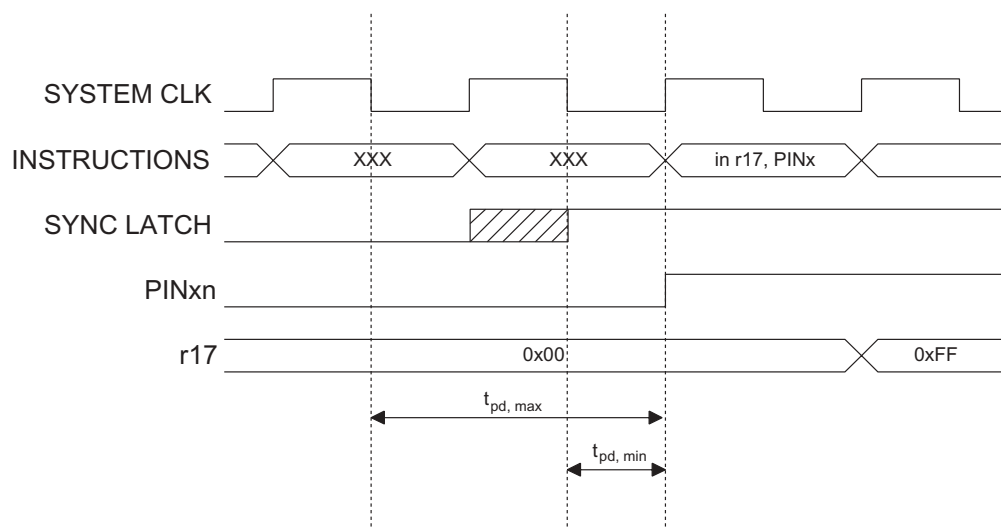 SYSTEM CLK
INSTRUCTIONS XXX XXX in r17, PINx
SYNC LATCH
PINxn
r17 0x00 0xFF
tpd, max
tpd, min